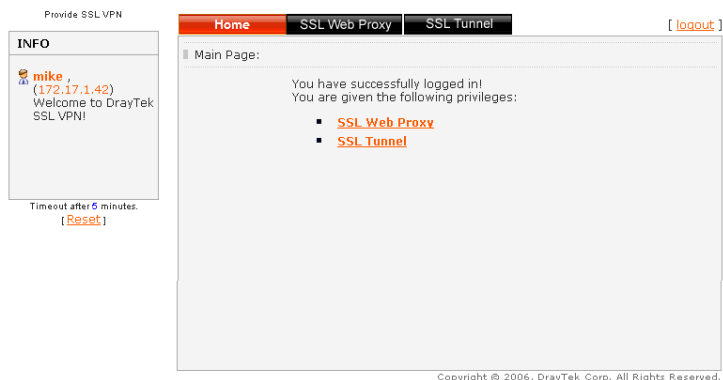 Provide SSL VPN
Home
SSL Web Proxy
SSL Tunnel
[ logout ]
INFO
mike ,
(172.17.1.42)
Welcome to DrayTek
SSL VPN!
Timeout after 5 minutes.
[ Reset ]
Main Page:
You have successfully logged in!
You are given the following privileges:
SSL Web Proxy
SSL Tunnel
Copyright © 2006, DrayTek Corp. All Rights Reserved.